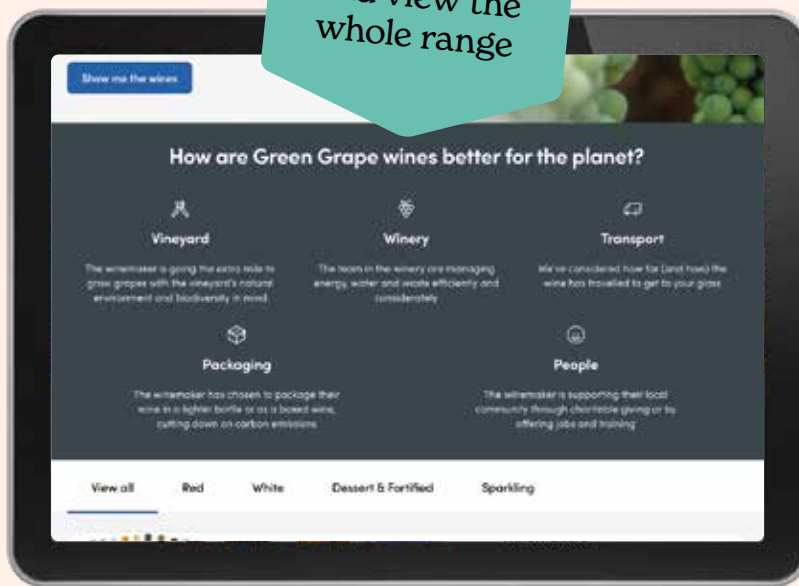 view the
whole range
Show me the wines
How are Green Grape wines better for the planet?
Vineyard
The winemaker is going the extra mile to
grow grapes with the vineyard's natural
environment and biodiversity in mind
Winery
The team in the winery are managing
energy, water and waste efficiently and
considerately
Transport
We've considered how far (and how) the
wine has travelled to get to your glass
Packaging
The winemaker has chosen to package their
wine in a lighter bottle or as a boxed wine,
cutting down on carbon emissions
People
The winemaker is supporting their local
community through charitable giving or by
offering jobs and training
View all Red White Dessert & Fortified Sparkling